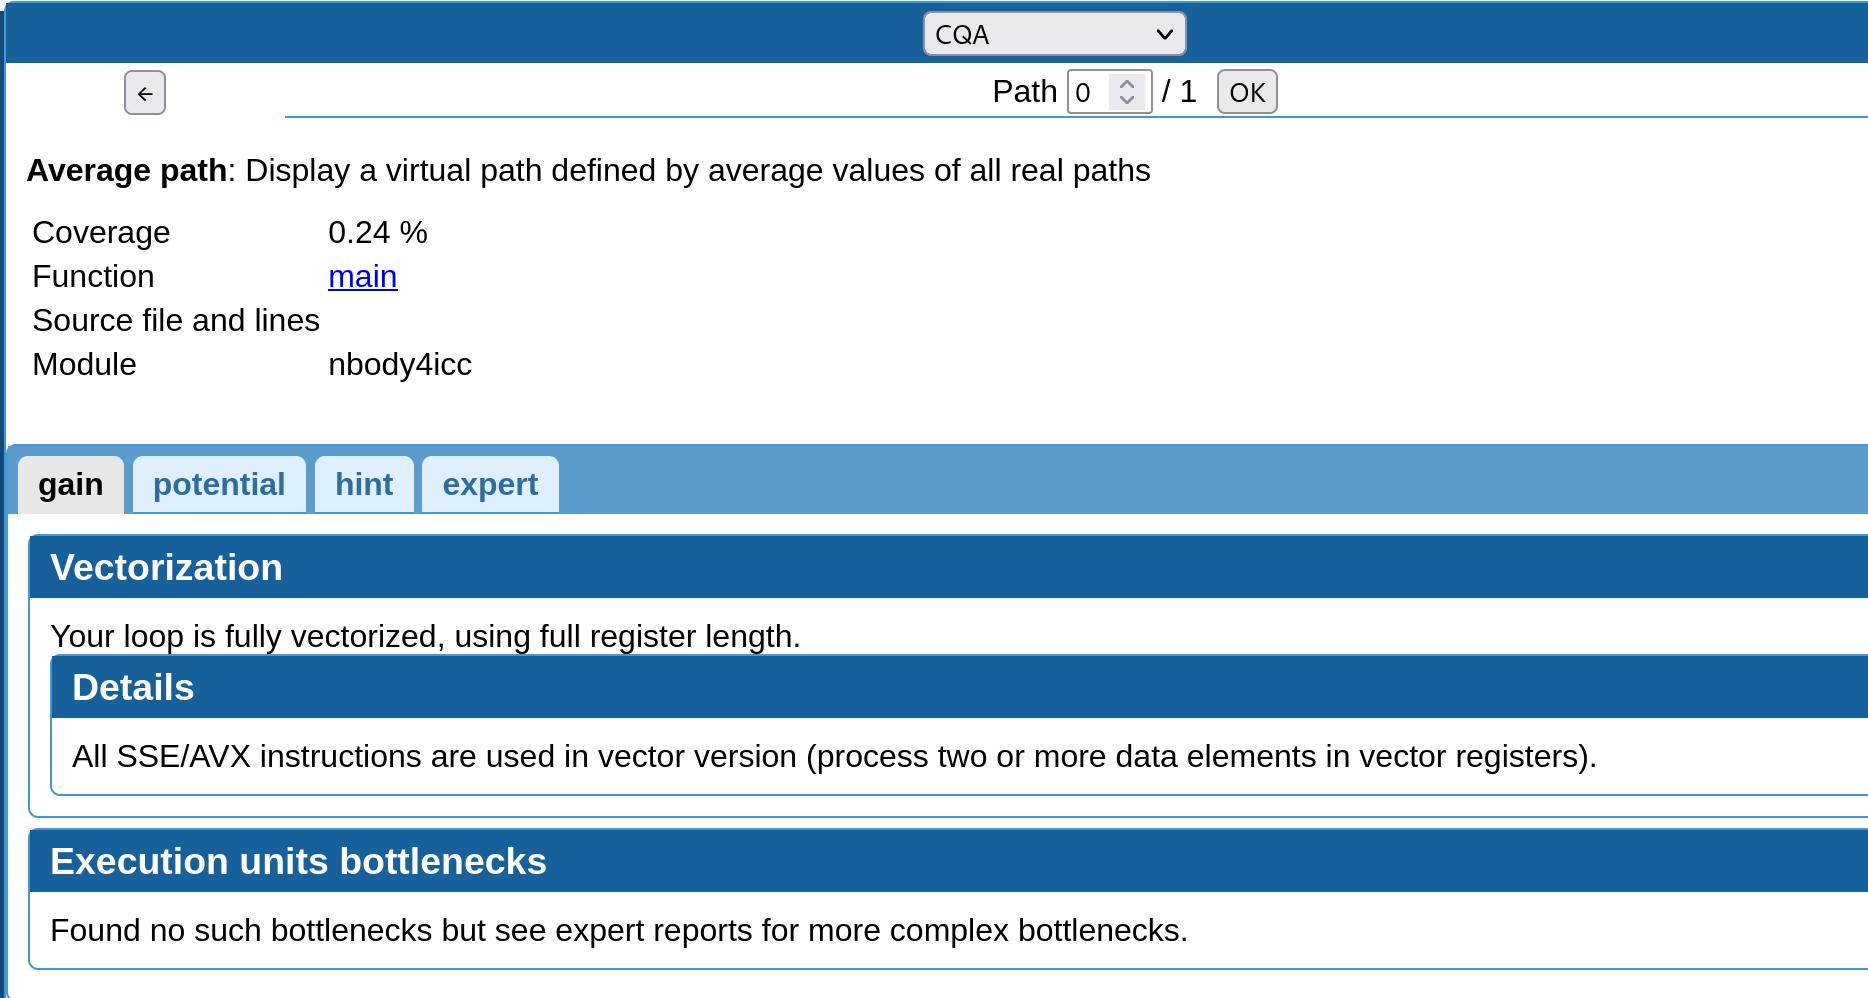 CQA
← Path 0 / 1 OK
Average path: Display a virtual path defined by average values of all real paths
Coverage 0.24 %
Function main
Source file and lines
Module nbody4icc
gain potential hint expert
Vectorization
Your loop is fully vectorized, using full register length.
Details
All SSE/AVX instructions are used in vector version (process two or more data elements in vector registers).
Execution units bottlenecks
Found no such bottlenecks but see expert reports for more complex bottlenecks.